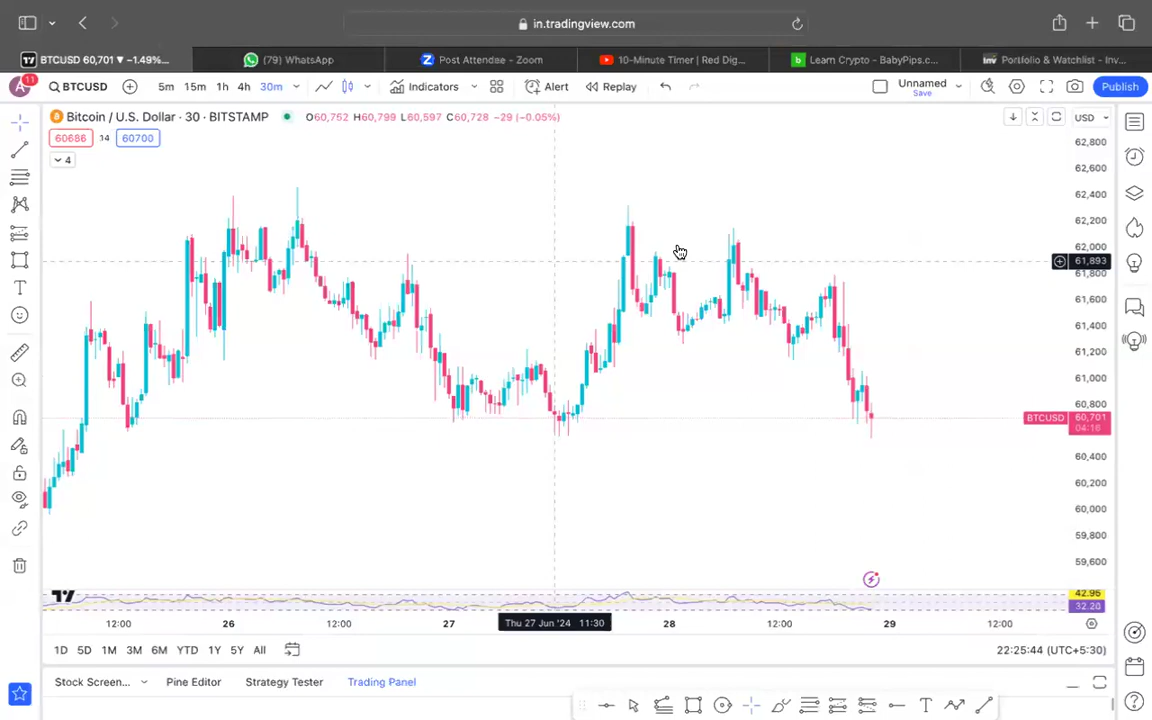 in.tradingview.com
BTCUSD 60,701 ▼ −1.49%...
(79) WhatsApp
Post Attendee - Zoom
10-Minute Timer | Red Dig...
Learn Crypto - BabyPips.c...
Portfolio & Watchlist - Inv...
A 11
BTCUSD
5m 15m 1h 4h 30m
Indicators
Alert
Replay
Unnamed
Save
Publish
Bitcoin / U.S. Dollar · 30 · BITSTAMP
O60,752 H60,799 L60,597 C60,728 −29 (−0.05%)
USD
60686 14 60700
4
62,800
62,600
62,400
62,200
62,000
61,893
61,800
61,600
61,400
61,200
61,000
60,800
BTCUSD 60,701
04:16
60,400
60,200
60,000
59,800
59,600
42.95
32.20
12:00 26 12:00 27 Thu 27 Jun '24 11:30 28 12:00 29 12:00
1D 5D 1M 3M 6M YTD 1Y 5Y All
22:25:44 (UTC+5:30)
Stock Screen...
Pine Editor
Strategy Tester
Trading Panel